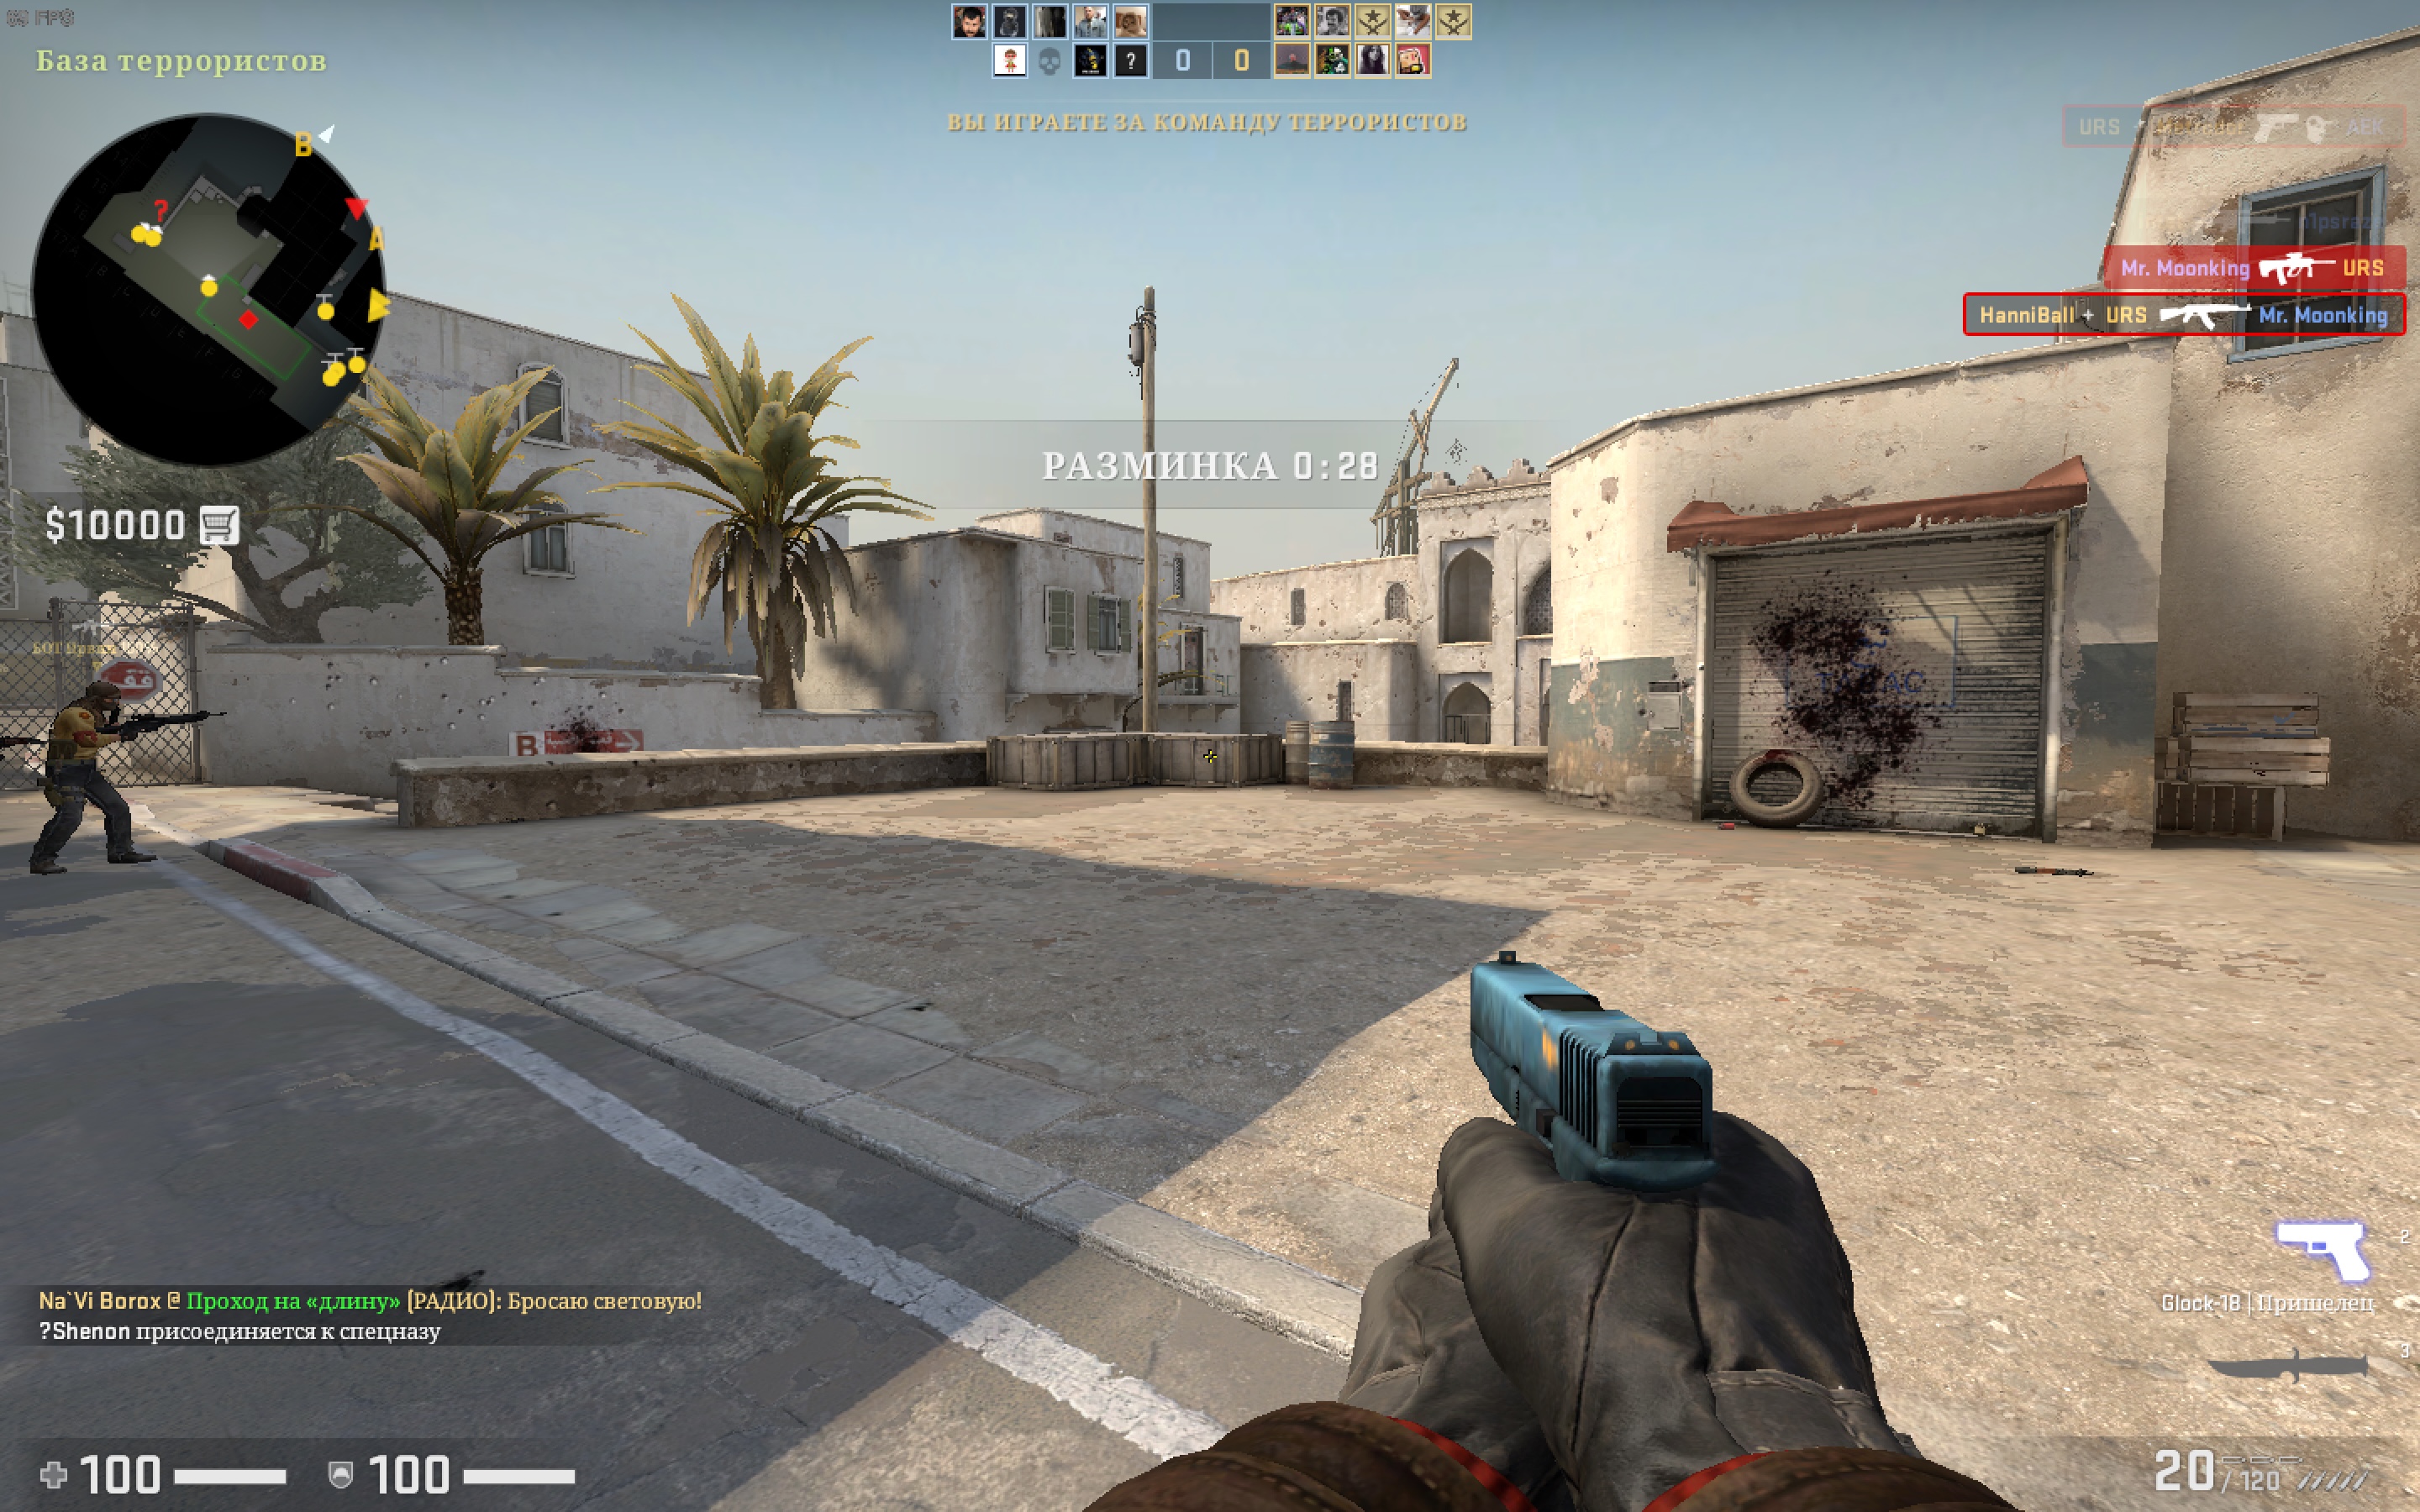 База террористов
B
A
0 0
ВЫ ИГРАЕТЕ ЗА КОМАНДУ ТЕРРОРИСТОВ
URS + AEK
Mr. Moonking URS
HanniBall + URS Mr. Moonking
РАЗМИНКА 0:28
$10000
B
2
Glock-18 | Пришелец
3
Na`Vi Borox @ Проход на «длину» (РАДИО): Бросаю световую!
?Shenon присоединяется к спецназу
100 100
20 / 120